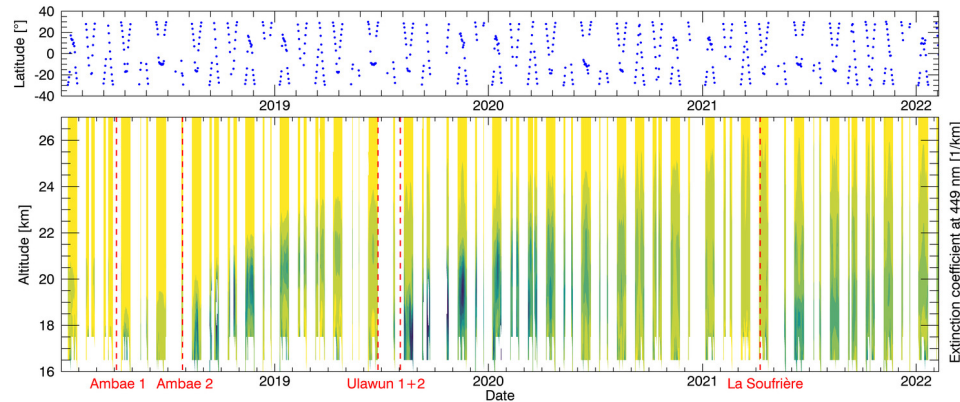 Latitude [°]
40
20
0
−20
−40
2019
2020
2021
2022
Altitude [km]
26
24
22
20
18
16
Extinction coefficient at 449 nm [1/km]
2019
2020
2021
2022
Ambae 1
Ambae 2
Ulawun 1+2
La Soufrière
Date